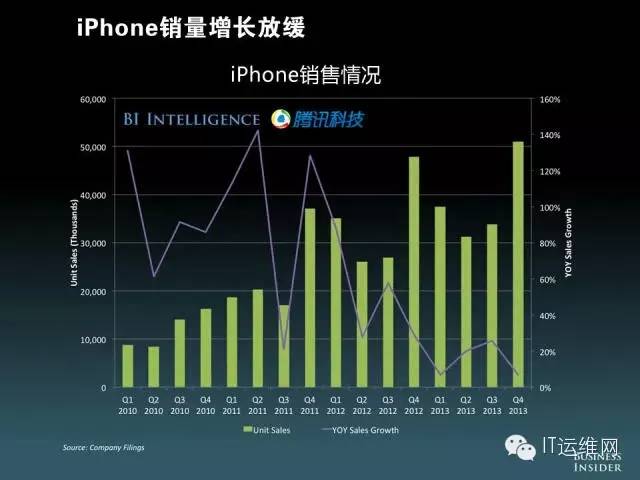 iPhone销量增长放缓
iPhone销售情况
BI INTELLIGENCE 腾讯科技
60,000
50,000
40,000
30,000
20,000
10,000
0
Unit Sales (Thousands)
160%
140%
120%
100%
80%
60%
40%
20%
0%
YOY Sales Growth
Q1 Q2 Q3 Q4 Q1 Q2 Q3 Q4 Q1 Q2 Q3 Q4 Q1 Q2 Q3 Q4
2010 2010 2010 2010 2011 2011 2011 2011 2012 2012 2012 2012 2013 2013 2013 2013
Unit Sales YOY Sales Growth
Source: Company Filings
IT运维网
BUSINESS
INSIDER